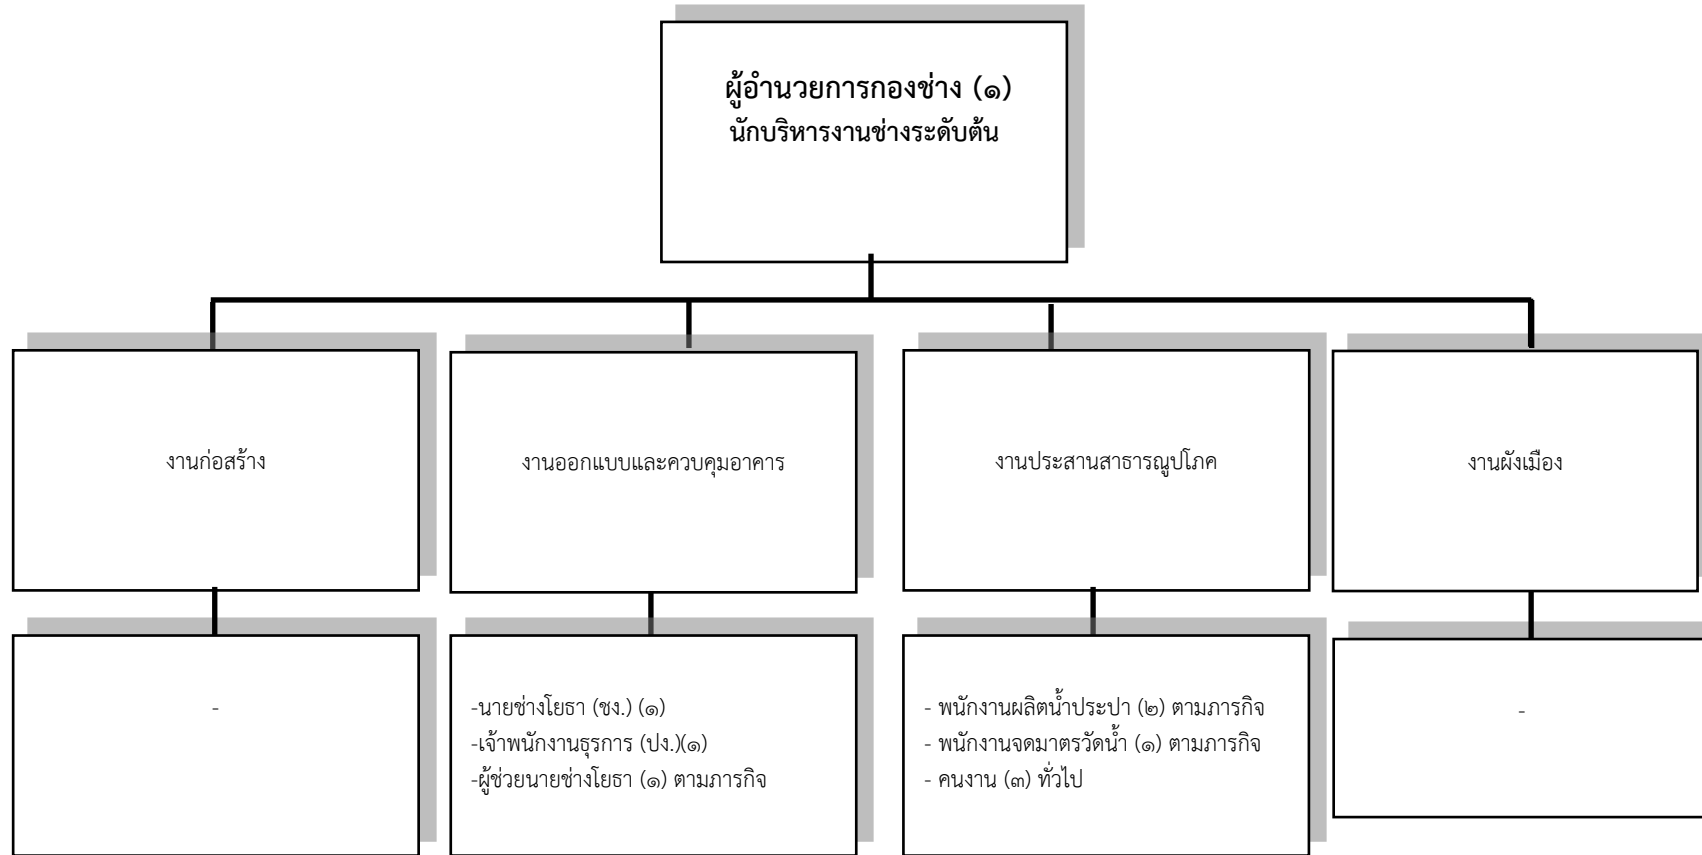 ผู้อำนวยการกองช่าง (๑)
นักบริหารงานช่างระดับต้น
งานก่อสร้าง
งานออกแบบและควบคุมอาคาร
งานประสานสาธารณูปโภค
งานผังเมือง
-
-นายช่างโยธา (ชง.) (๑)
-เจ้าพนักงานธุรการ (ปง.)(๑)
-ผู้ช่วยนายช่างโยธา (๑) ตามภารกิจ
- พนักงานผลิตน้ำประปา (๒) ตามภารกิจ
- พนักงานจดมาตรวัดน้ำ (๑) ตามภารกิจ
- คนงาน (๓) ทั่วไป
-